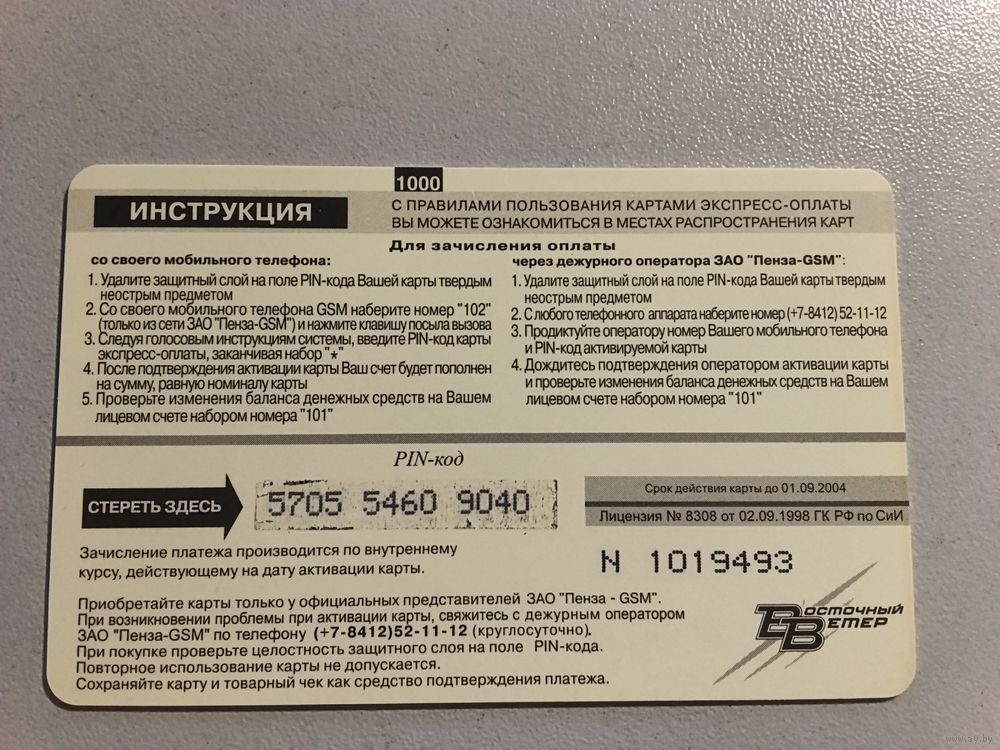 1000
ИНСТРУКЦИЯ
С ПРАВИЛАМИ ПОЛЬЗОВАНИЯ КАРТАМИ ЭКСПРЕСС-ОПЛАТЫ
ВЫ МОЖЕТЕ ОЗНАКОМИТЬСЯ В МЕСТАХ РАСПРОСТРАНЕНИЯ КАРТ
Для зачисления оплаты
со своего мобильного телефона:
1. Удалите защитный слой на поле PIN-кода Вашей карты твердым
неострым предметом
2. Со своего мобильного телефона GSM наберите номер "102"
(только из сети ЗАО "Пенза-GSM") и нажмите клавишу посыла вызова
3. Следуя голосовым инструкциям системы, введите PIN-код карты
экспресс-оплаты, заканчивая набор "*"
4. После подтверждения активации карты Ваш счет будет пополнен
на сумму, равную номиналу карты
5. Проверьте изменения баланса денежных средств на Вашем
лицевом счете набором номера "101"
через дежурного оператора ЗАО "Пенза-GSM":
1. Удалите защитный слой на поле PIN-кода Вашей карты твердым
неострым предметом
2. С любого телефонного аппарата наберите номер (+7-8412) 52-11-12
3. Продиктуйте оператору номер Вашего мобильного телефона
и PIN-код активируемой карты
4. Дождитесь подтверждения оператором активации карты
и проверьте изменения баланса денежных средств на Вашем
лицевом счете набором номера "101"
PIN-код
СТЕРЕТЬ ЗДЕСЬ
5705 5460 9040
Срок действия карты до 01.09.2004
Лицензия № 8308 от 02.09.1998 ГК РФ по СиИ
Зачисление платежа производится по внутреннему
курсу, действующему на дату активации карты.
N 1019493
Приобретайте карты только у официальных представителей ЗАО "Пенза - GSM".
При возникновении проблемы при активации карты, свяжитесь с дежурным оператором
ЗАО "Пенза-GSM" по телефону (+7-8412)52-11-12 (круглосуточно).
При покупке проверьте целостность защитного слоя на поле PIN-кода.
Повторное использование карты не допускается.
Сохраняйте карту и товарный чек как средство подтверждения платежа.
Восточный
Ветер
www.ay.by